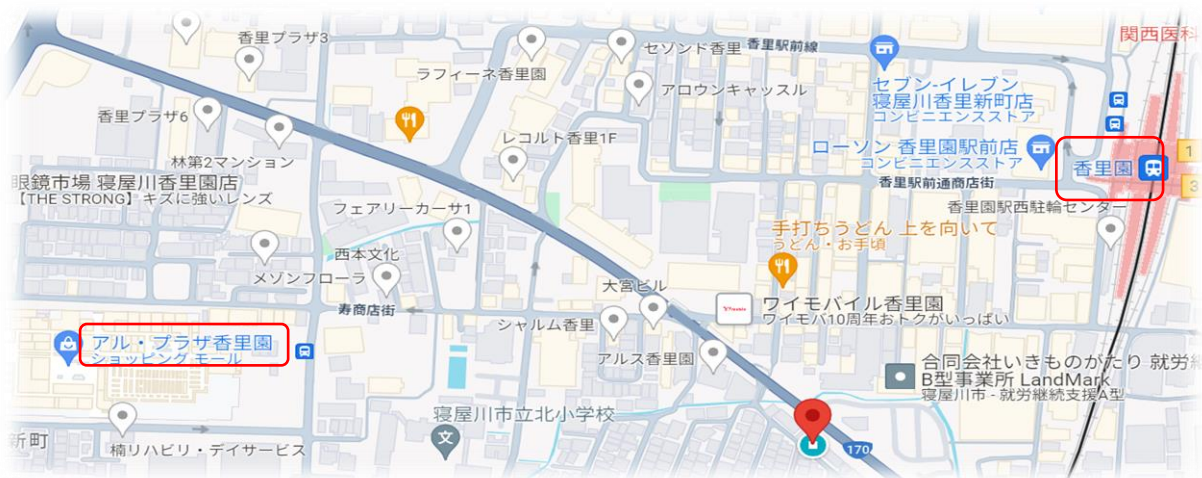 関西医科
香里プラザ3
セゾンド香里
香里駅前線
ラフィーネ香里園
アロウンキャッスル
セブン-イレブン
寝屋川香里新町店
コンビニエンスストア
香里プラザ6
レコルト香里1F
ローソン 香里園駅前店
コンビニエンスストア
香里園
1
3
林第2マンション
眼鏡市場 寝屋川香里園店
【THE STRONG】キズに強いレンズ
香里駅前通商店街
香里園駅西駐輪センター
フェアリーカーサ1
手打ちうどん 上を向いて
うどん・お手頃
西本文化
メゾンフローラ
大宮ビル
寿商店街
ワイモバイル香里園
ワイモバ10周年おトクがいっぱい
シャルム香里
アル・プラザ香里園
ショッピング モール
アルス香里園
合同会社いきものがたり 就労継
B型事業所 LandMark
寝屋川市 - 就労継続支援A型
寝屋川市立北小学校
文
新町
楠リハビリ・デイサービス
170